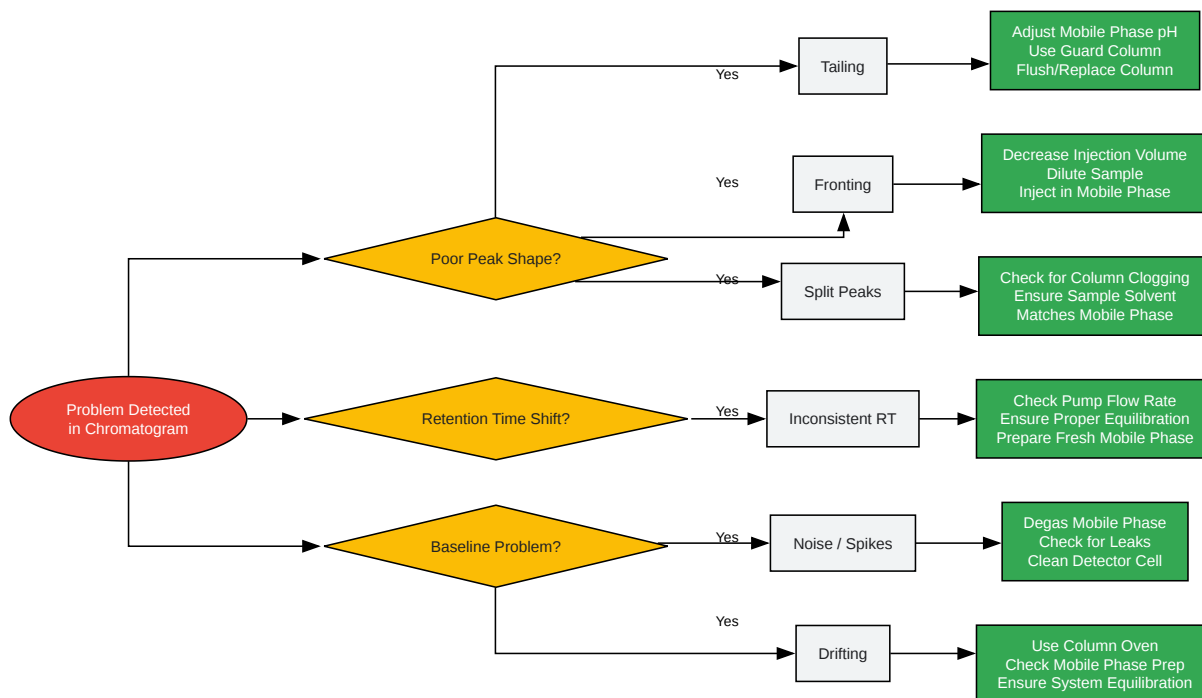 Problem Detected
in Chromatogram
Poor Peak Shape?
Yes
Tailing
Adjust Mobile Phase pH
Use Guard Column
Flush/Replace Column
Yes
Fronting
Decrease Injection Volume
Dilute Sample
Inject in Mobile Phase
Yes
Split Peaks
Check for Column Clogging
Ensure Sample Solvent
Matches Mobile Phase
Retention Time Shift?
Yes
Inconsistent RT
Check Pump Flow Rate
Ensure Proper Equilibration
Prepare Fresh Mobile Phase
Baseline Problem?
Yes
Noise / Spikes
Degas Mobile Phase
Check for Leaks
Clean Detector Cell
Yes
Drifting
Use Column Oven
Check Mobile Phase Prep
Ensure System Equilibration